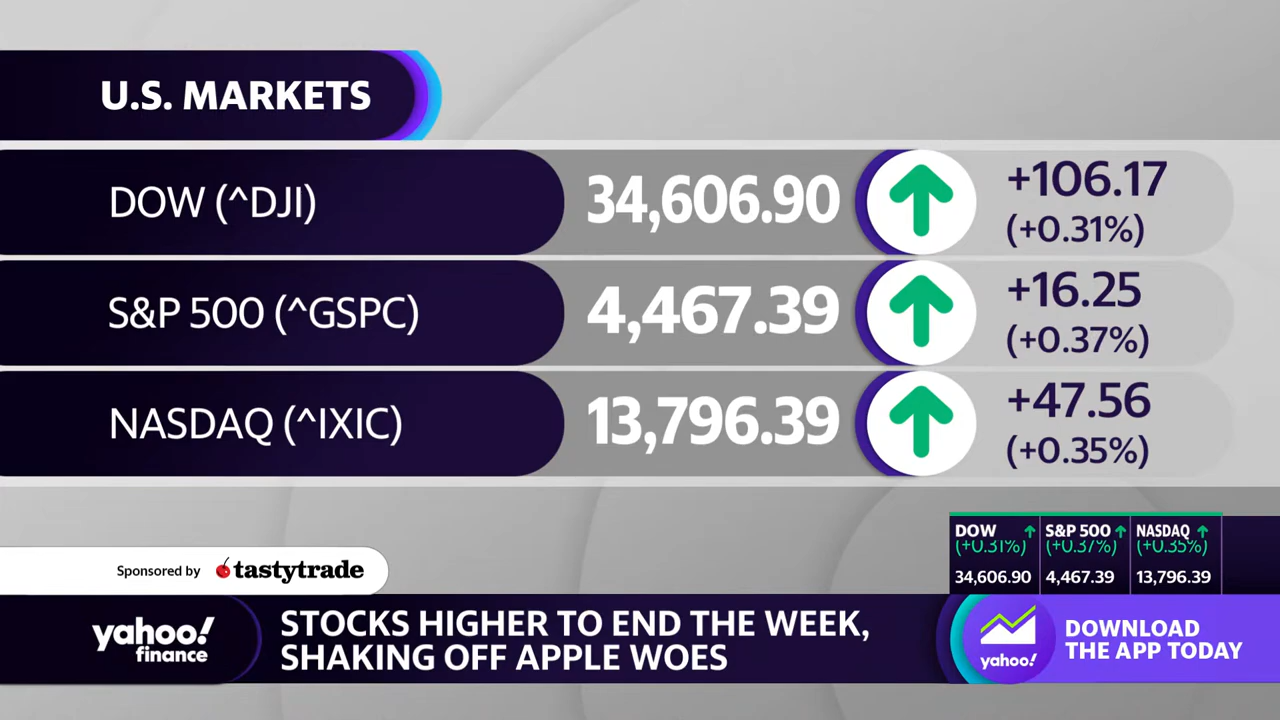 U.S. MARKETS
DOW (^DJI) 34,606.90 +106.17
(+0.31%)
S&P 500 (^GSPC) 4,467.39 +16.25
(+0.37%)
NASDAQ (^IXIC) 13,796.39 +47.56
(+0.35%)
DOW S&P 500 NASDAQ
(+0.31%) (+0.37%) (+0.35%)
34,606.90 4,467.39 13,796.39
Sponsored by tastytrade
yahoo!
finance
STOCKS HIGHER TO END THE WEEK,
SHAKING OFF APPLE WOES
yahoo!
DOWNLOAD
THE APP TODAY